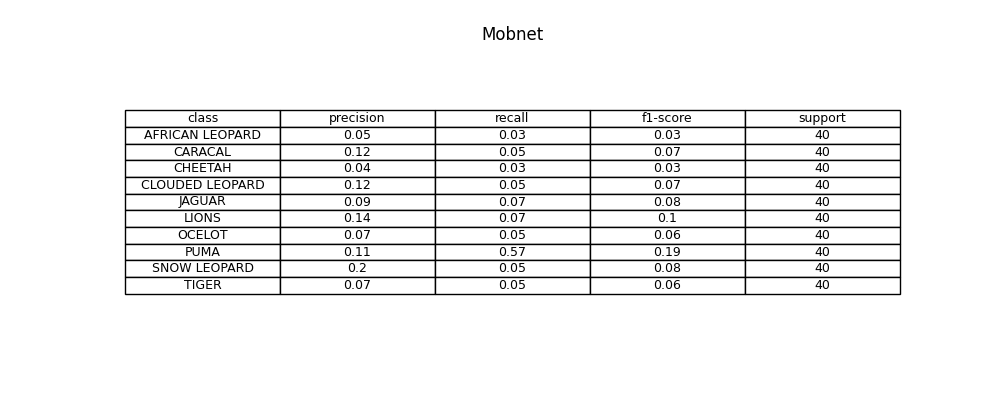 Mobnet
class precision recall f1-score support
AFRICAN LEOPARD 0.05 0.03 0.03 40
CARACAL 0.12 0.05 0.07 40
CHEETAH 0.04 0.03 0.03 40
CLOUDED LEOPARD 0.12 0.05 0.07 40
JAGUAR 0.09 0.07 0.08 40
LIONS 0.14 0.07 0.1 40
OCELOT 0.07 0.05 0.06 40
PUMA 0.11 0.57 0.19 40
SNOW LEOPARD 0.2 0.05 0.08 40
TIGER 0.07 0.05 0.06 40